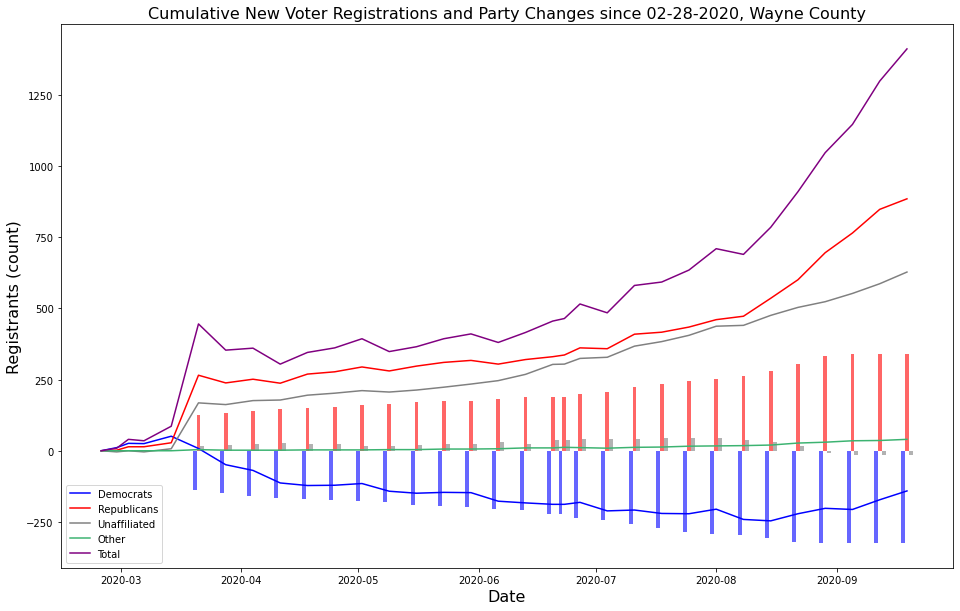 Cumulative New Voter Registrations and Party Changes since 02-28-2020, Wayne County
Registrants (count)
1250
1000
750
500
250
0
−250
Democrats
Republicans
Unaffiliated
Other
Total
2020-03
2020-04
2020-05
2020-06
2020-07
2020-08
2020-09
Date